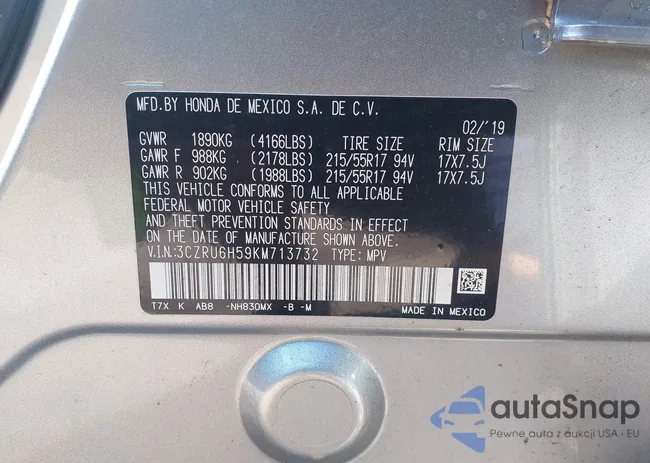 MFD.BY HONDA DE MEXICO S.A. DE C.V.
02/'19
GVWR 1890KG (4166LBS) TIRE SIZE RIM SIZE
GAWR F 988KG (2178LBS) 215/55R17 94V 17X7.5J
GAWR R 902KG (1988LBS) 215/55R17 94V 17X7.5J
THIS VEHICLE CONFORMS TO ALL APPLICABLE
FEDERAL MOTOR VEHICLE SAFETY
AND THEFT PREVENTION STANDARDS IN EFFECT
ON THE DATE OF MANUFACTURE SHOWN ABOVE.
V.I.N:3CZRU6H59KM713732 TYPE: MPV
T7X K AB8 -NH830MX -B -M MADE IN MEXICO
autoSnap
Pewne auta z aukcji USA i EU